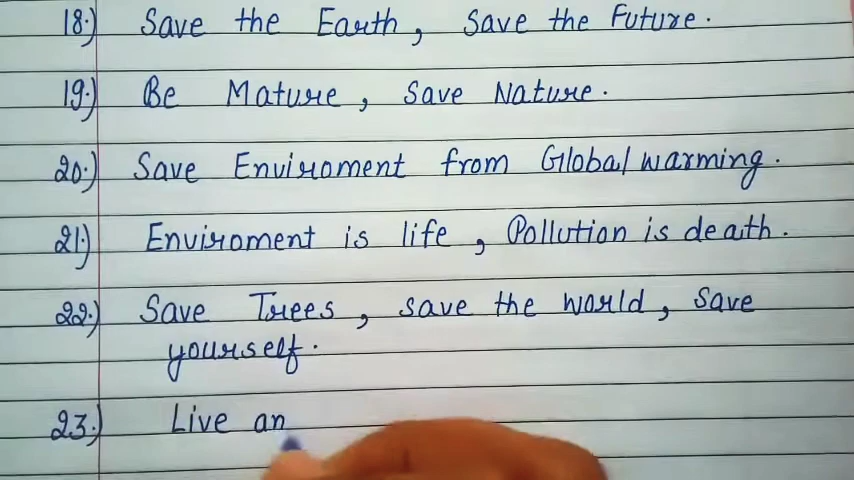 18.) Save the Earth, Save the Future.
19.) Be Mature, Save Nature.
20.) Save Enviroment from Global warming.
21.) Enviroment is life, Pollution is death.
22.) Save Trees, save the world, save
yourself.
23.) Live an